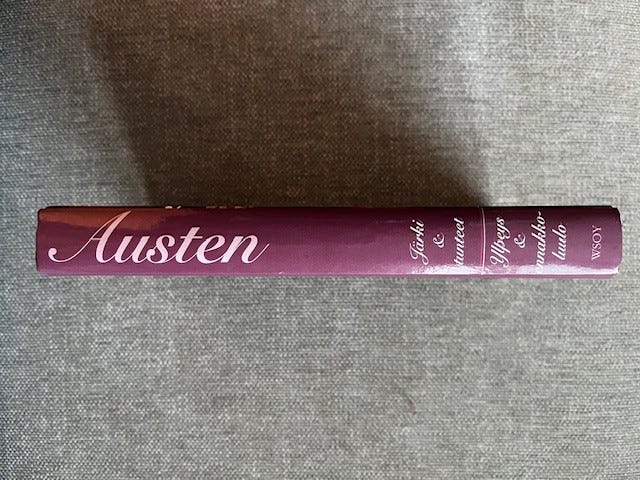 Austen
Järki
&
tunteet
Ylpeys
&
ennakko-
luulo
WSOY